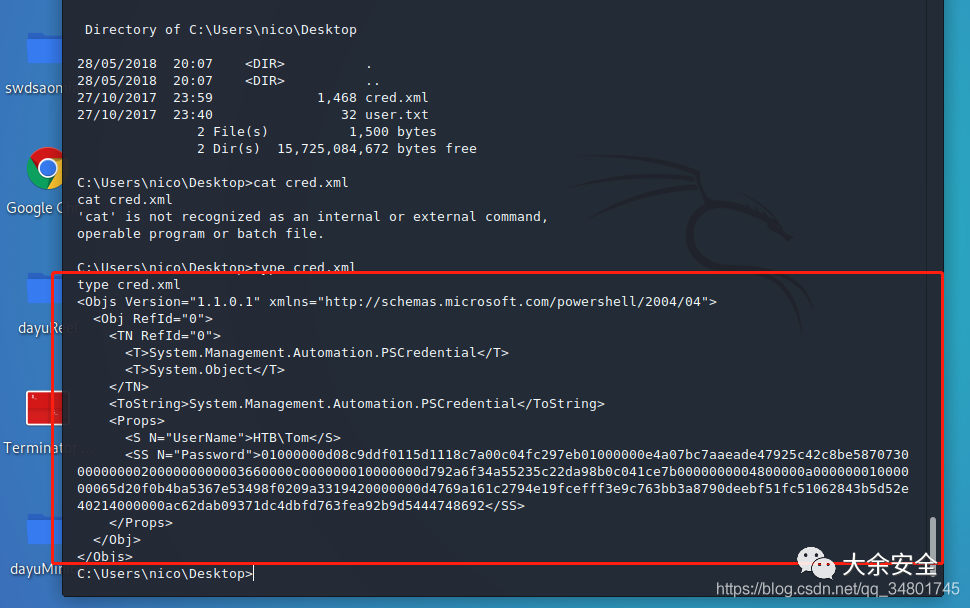 Directory of C:\Users\nico\Desktop
28/05/2018  20:07    <DIR>          .
28/05/2018  20:07    <DIR>          ..
27/10/2017  23:59             1,468 cred.xml
27/10/2017  23:40                32 user.txt
2 File(s)          1,500 bytes
2 Dir(s)  15,725,084,672 bytes free
C:\Users\nico\Desktop>cat cred.xml
cat cred.xml
'cat' is not recognized as an internal or external command,
operable program or batch file.
C:\Users\nico\Desktop>type cred.xml
type cred.xml
<Objs Version="1.1.0.1" xmlns="http://schemas.microsoft.com/powershell/2004/04">
<Obj RefId="0">
<TN RefId="0">
<T>System.Management.Automation.PSCredential</T>
<T>System.Object</T>
</TN>
<ToString>System.Management.Automation.PSCredential</ToString>
<Props>
<S N="UserName">HTB\Tom</S>
<SS N="Password">01000000d08c9ddf0115d1118c7a00c04fc297eb01000000e4a07bc7aaeade47925c42c8be5870730
000000002000000000003660000c000000010000000d792a6f34a55235c22da98b0c041ce7b0000000004800000a000000010000
00065d20f0b4ba5367e53498f0209a3319420000000d4769a161c2794e19fcefff3e9c763bb3a8790deebf51fc51062843b5d52e
40214000000ac62dab09371dc4dbfd763fea92b9d5444748692</SS>
</Props>
</Obj>
</Objs>
C:\Users\nico\Desktop>
swdsaon
Google
dayuRe
Terminat
dayuMi
大余安全
https://blog.csdn.net/qq_34801745